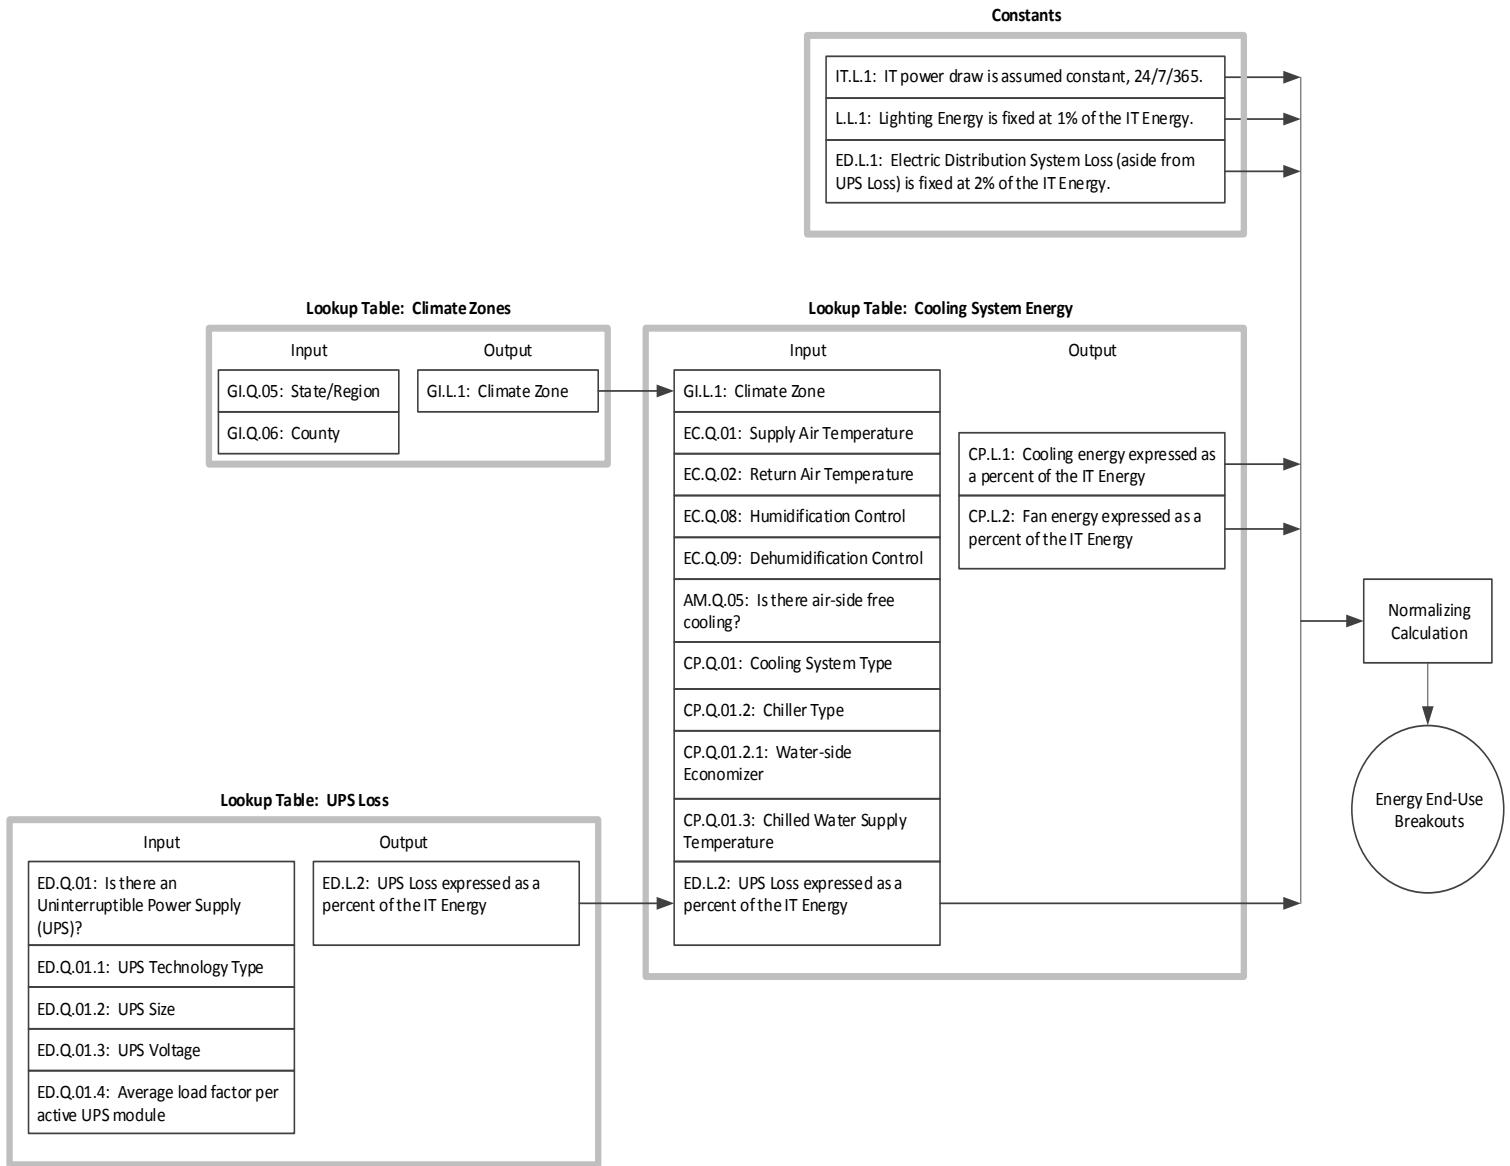 Constants
IT.L.1: IT power draw is assumed constant, 24/7/365.
L.L.1: Lighting Energy is fixed at 1% of the IT Energy.
ED.L.1: Electric Distribution System Loss (aside from
UPS Loss) is fixed at 2% of the IT Energy.
Lookup Table: Climate Zones
Input
Output
GI.Q.05: State/Region
GI.Q.06: County
GI.L.1: Climate Zone
Lookup Table: Cooling System Energy
Input
Output
GI.L.1: Climate Zone
EC.Q.01: Supply Air Temperature
EC.Q.02: Return Air Temperature
EC.Q.08: Humidification Control
EC.Q.09: Dehumidification Control
AM.Q.05: Is there air-side free
cooling?
CP.Q.01: Cooling System Type
CP.Q.01.2: Chiller Type
CP.Q.01.2.1: Water-side
Economizer
CP.Q.01.3: Chilled Water Supply
Temperature
ED.L.2: UPS Loss expressed as a
percent of the IT Energy
CP.L.1: Cooling energy expressed as
a percent of the IT Energy
CP.L.2: Fan energy expressed as a
percent of the IT Energy
Normalizing
Calculation
Energy End-Use
Breakouts
Lookup Table: UPS Loss
Input
Output
ED.Q.01: Is there an
Uninterruptible Power Supply
(UPS)?
ED.Q.01.1: UPS Technology Type
ED.Q.01.2: UPS Size
ED.Q.01.3: UPS Voltage
ED.Q.01.4: Average load factor per
active UPS module
ED.L.2: UPS Loss expressed as a
percent of the IT Energy